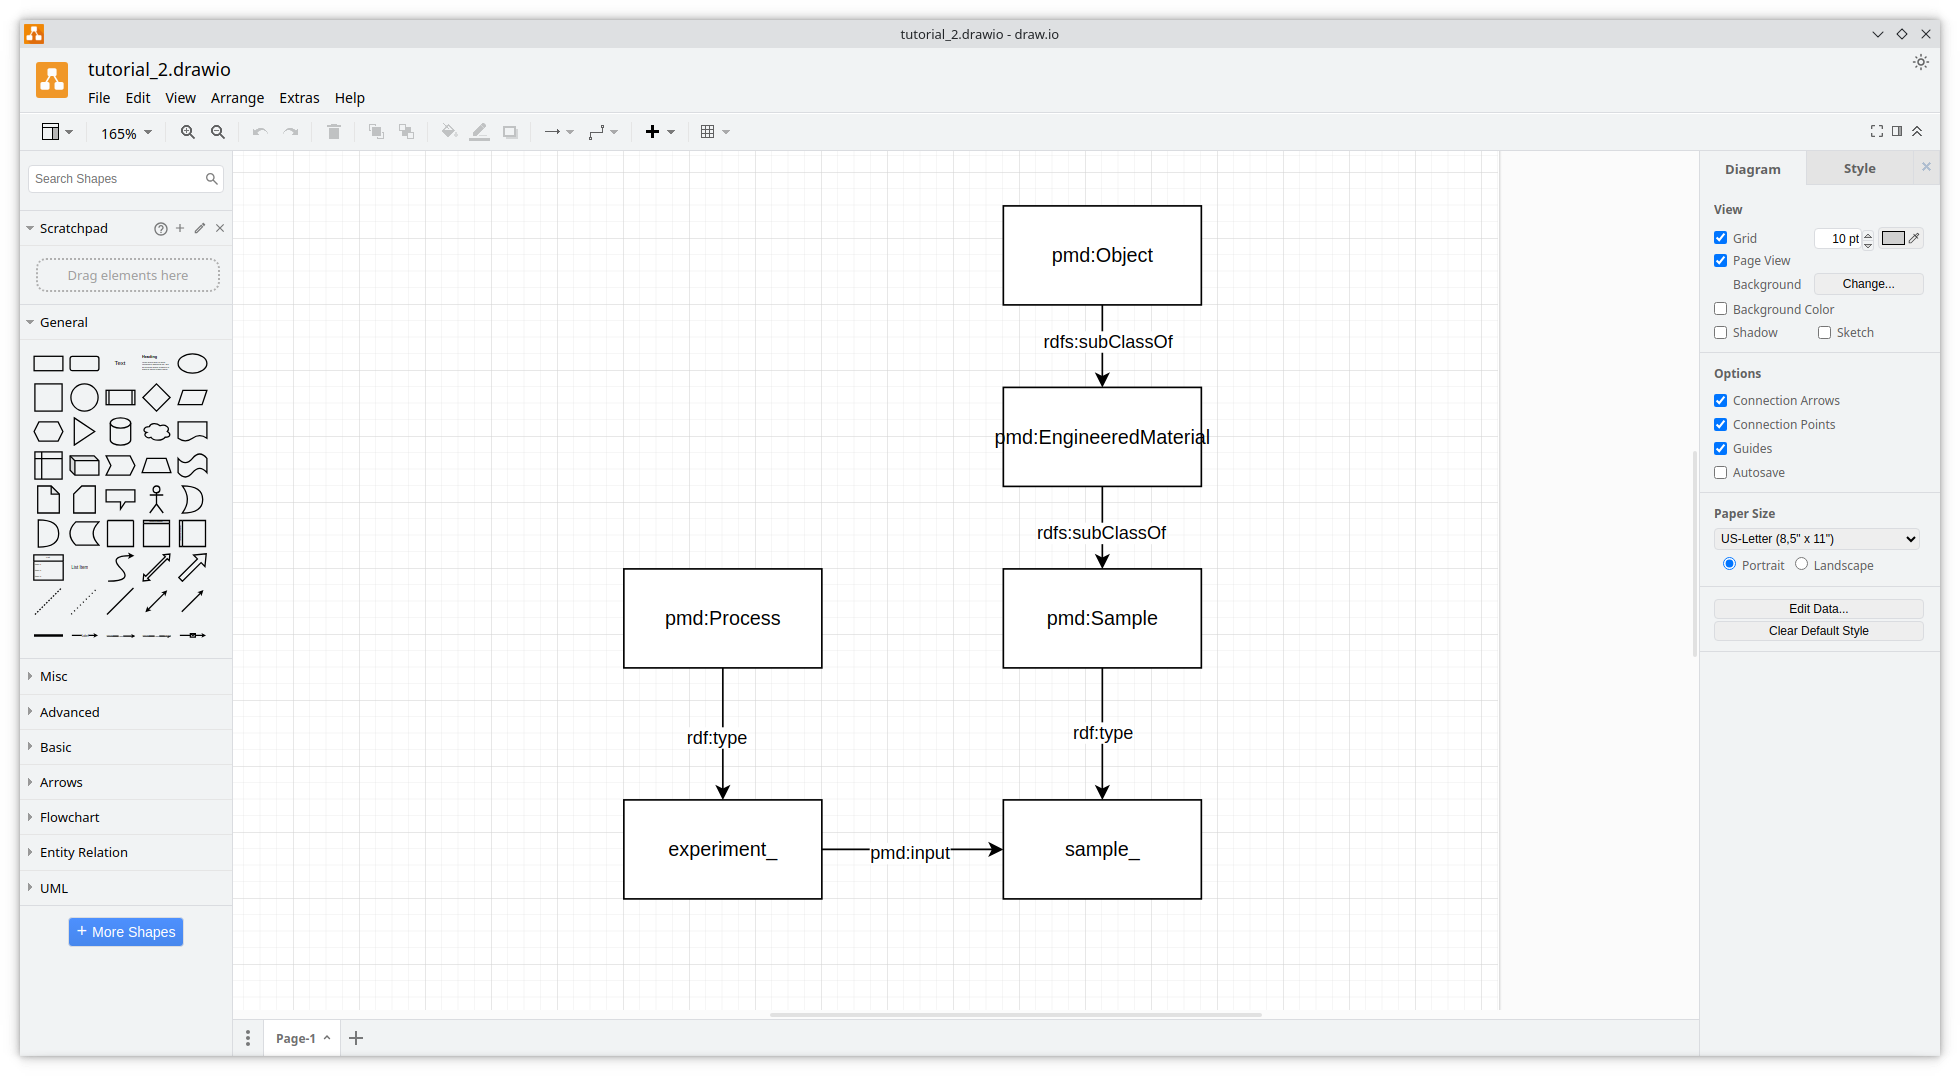 tutorial_2.drawio - draw.io
tutorial_2.drawio
File Edit View Arrange Extras Help
165%
Search Shapes
Scratchpad
Drag elements here
General
Text
Heading
List Item
Misc
Advanced
Basic
Arrows
Flowchart
Entity Relation
UML
+ More Shapes
pmd:Object
rdfs:subClassOf
pmd:EngineeredMaterial
rdfs:subClassOf
pmd:Process
pmd:Sample
rdf:type
rdf:type
experiment_
pmd:input
sample_
Page-1
Diagram Style
View
Grid 10 pt
Page View
Background Change...
Background Color
Shadow Sketch
Options
Connection Arrows
Connection Points
Guides
Autosave
Paper Size
US-Letter (8,5" x 11")
Portrait Landscape
Edit Data...
Clear Default Style